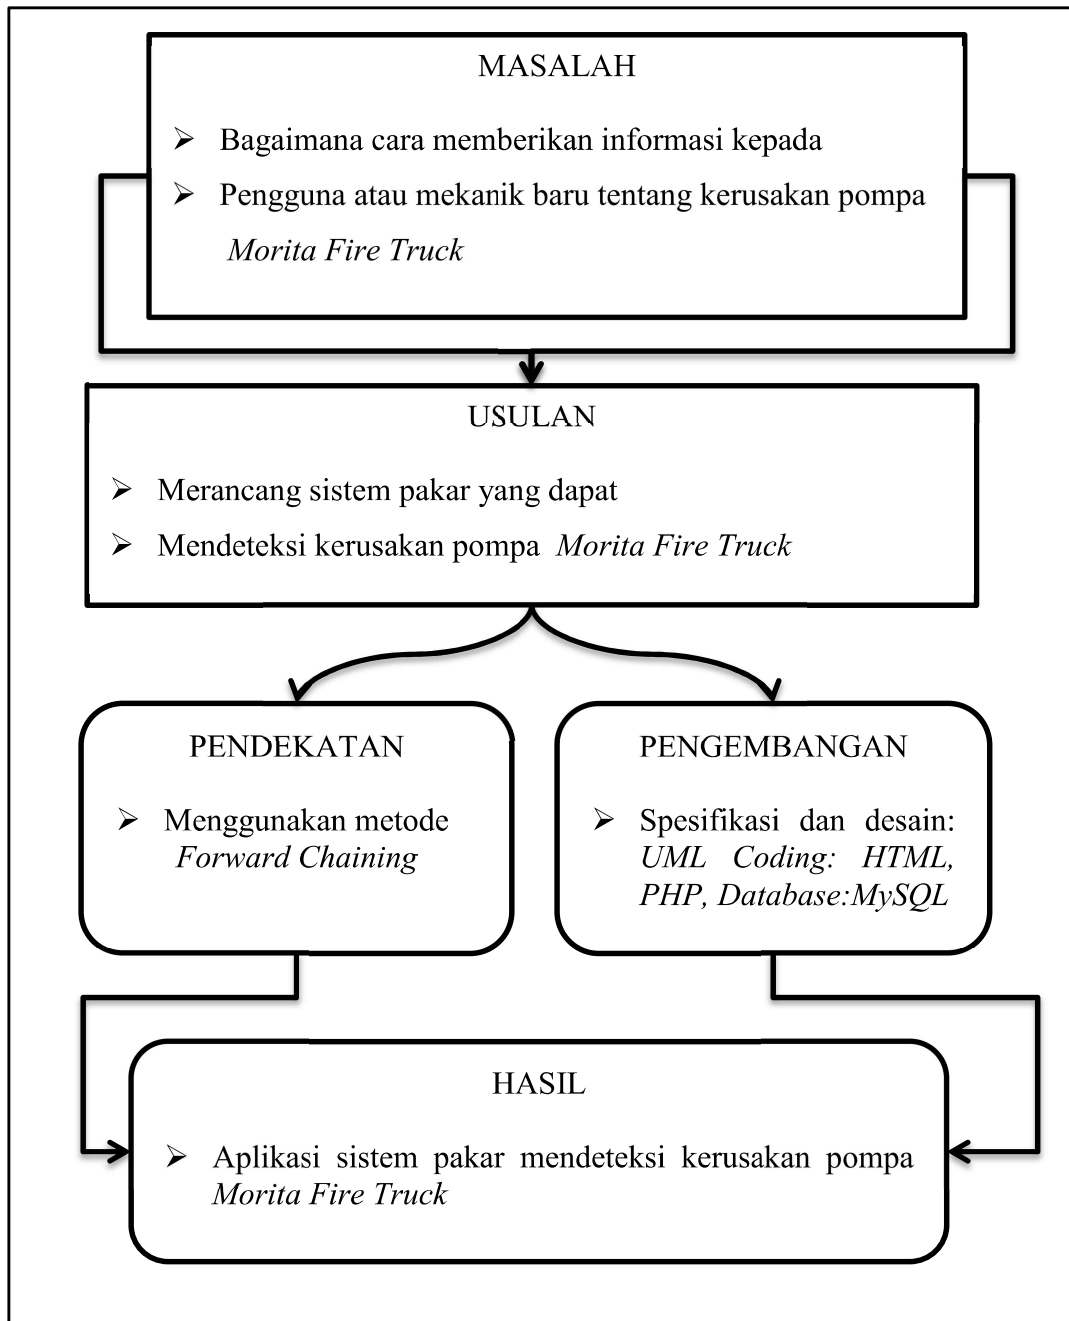 MASALAH
➢ Bagaimana cara memberikan informasi kepada
➢ Pengguna atau mekanik baru tentang kerusakan pompa
Morita Fire Truck
USULAN
➢ Merancang sistem pakar yang dapat
➢ Mendeteksi kerusakan pompa Morita Fire Truck
PENDEKATAN
➢ Menggunakan metode
Forward Chaining
PENGEMBANGAN
➢ Spesifikasi dan desain:
UML Coding: HTML,
PHP, Database:MySQL
HASIL
➢ Aplikasi sistem pakar mendeteksi kerusakan pompa
Morita Fire Truck